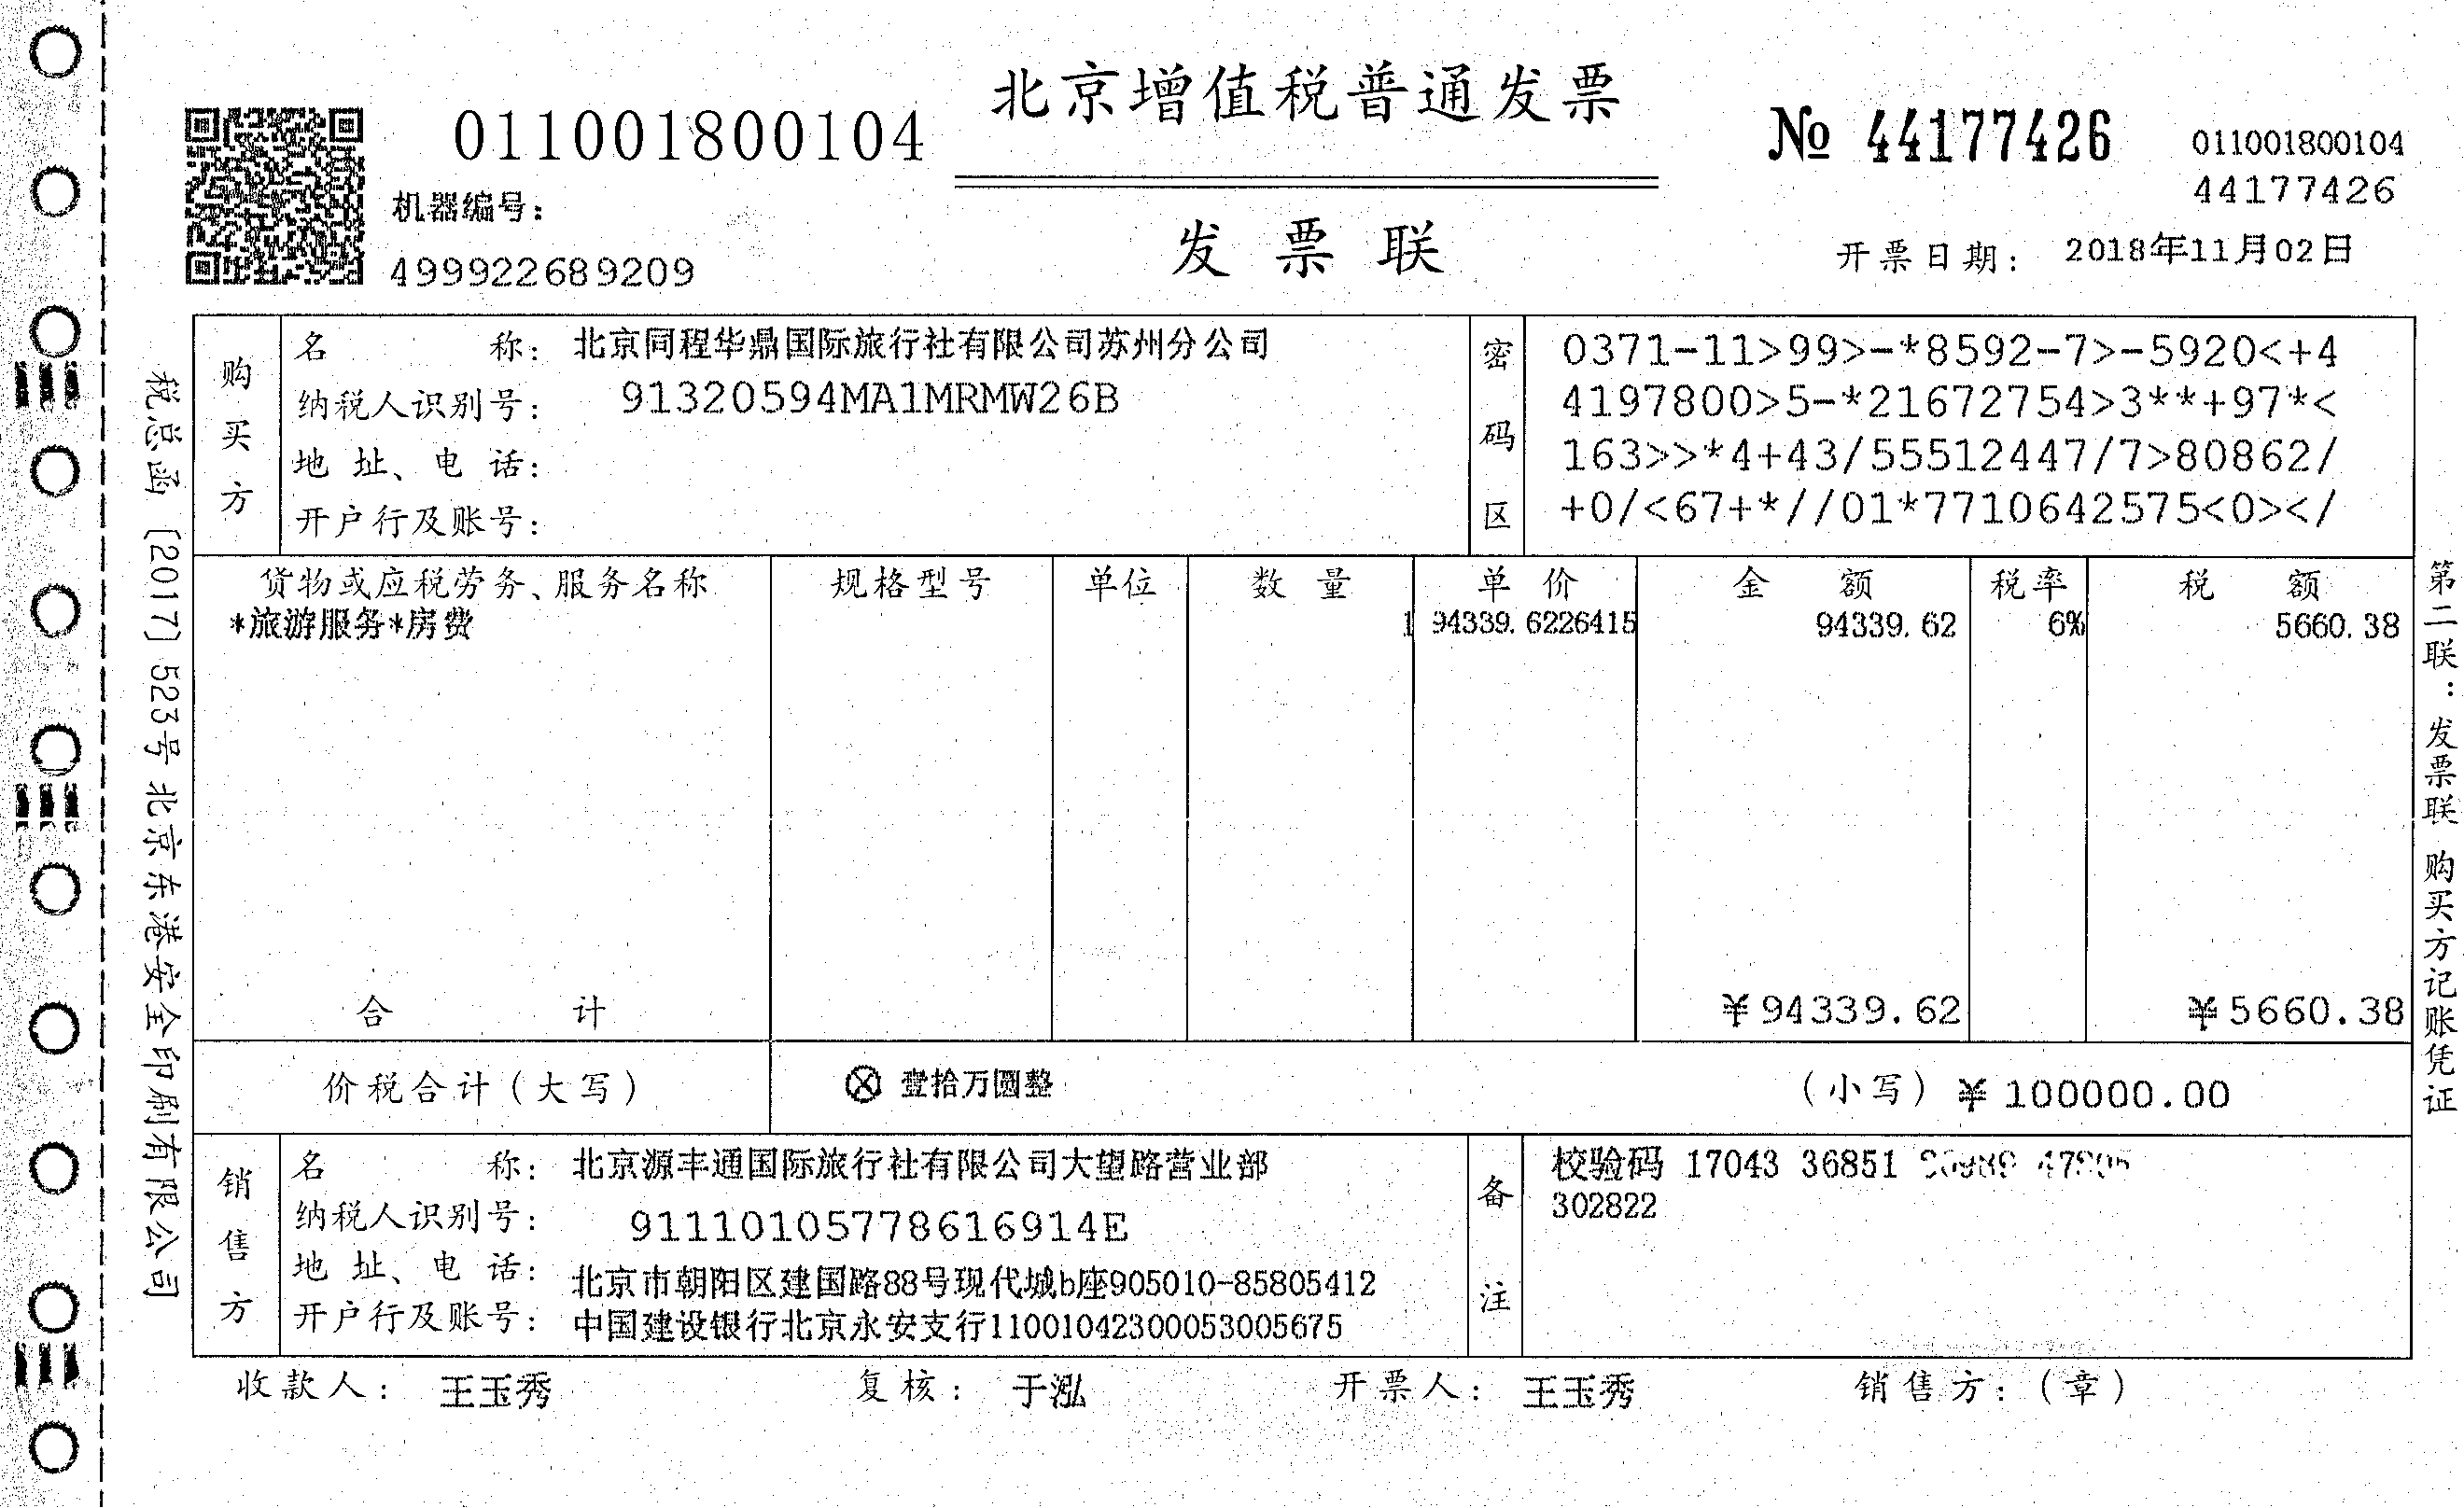 北京增值税普通发票
011001800104
№ 44177426
011001800104
44177426
机器编号：
499922689209
发票联
开票日期： 2018年11月02日
税总函〔2017〕523号北京东港安全印刷有限公司
购买方
名称： 北京同程华鼎国际旅行社有限公司苏州分公司
纳税人识别号： 91320594MA1MRMW26B
地址、电话：
开户行及账号：
密码区
0371-11>99>-*8592-7>-5920<+4
4197800>5-*21672754>3**+97*<
163>>*4+43/55512447/7>80862/
+0/<67+*//01*7710642575<0></
货物或应税劳务、服务名称 规格型号 单位 数量 单价 金额 税率 税额
*旅游服务*房费 1 94339.6226415 94339.62 6% 5660.38
合计 ¥94339.62 ¥5660.38
价税合计（大写） ⊗ 壹拾万圆整 （小写）¥100000.00
销售方
名称： 北京源丰通国际旅行社有限公司大望路营业部
纳税人识别号： 91110105778616914E
地址、电话： 北京市朝阳区建国路88号现代城b座905010-85805412
开户行及账号： 中国建设银行北京永安支行11001042300053005675
备注
校验码 17043 36851
302822
收款人： 王玉秀 复核： 于泓 开票人： 王玉秀 销售方：（章）
第二联：发票联 购买方记账凭证